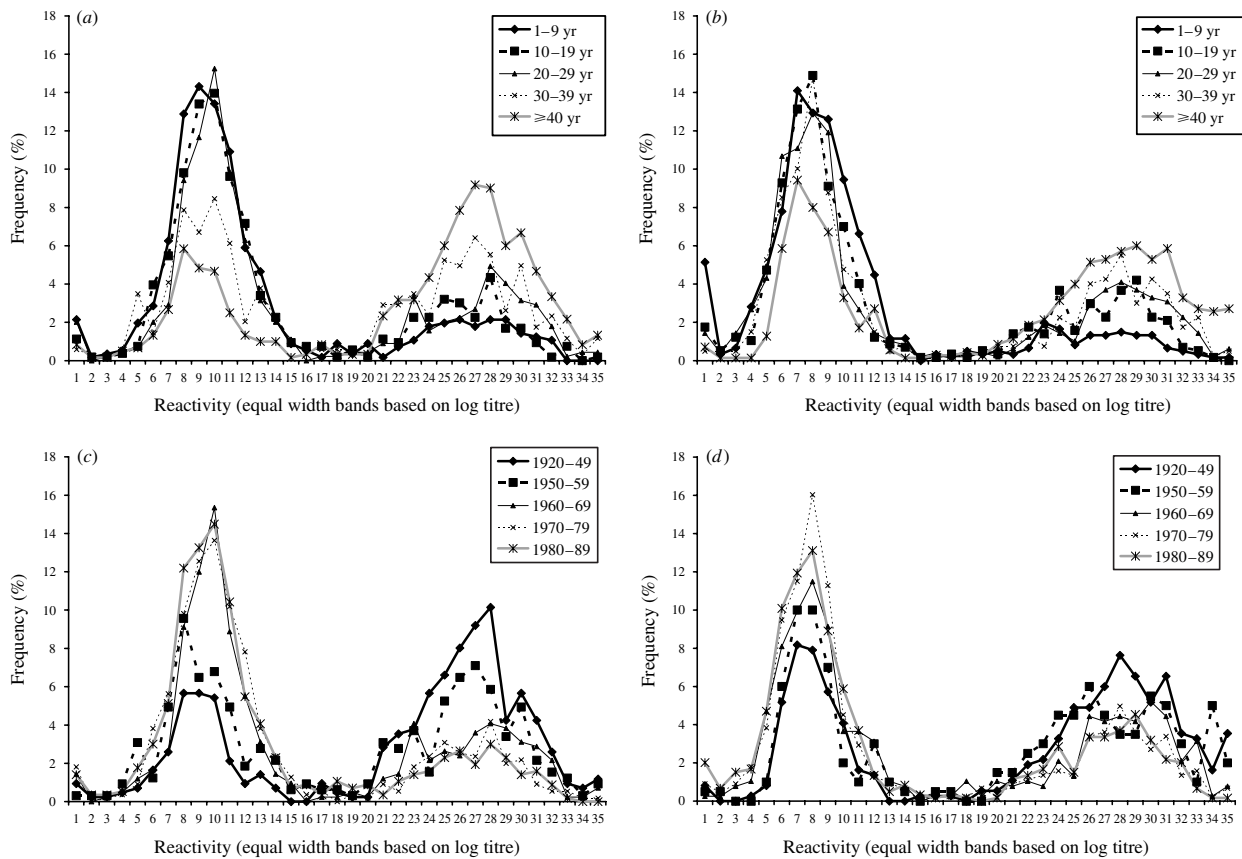 (a)
18
16
14
12
10
8
6
4
2
0
Frequency (%)
1–9 yr
10–19 yr
20–29 yr
30–39 yr
⩾40 yr
1 2 3 4 5 6 7 8 9 10 11 12 13 14 15 16 17 18 19 20 21 22 23 24 25 26 27 28 29 30 31 32 33 34 35
Reactivity (equal width bands based on log titre)
(b)
18
16
14
12
10
8
6
4
2
0
Frequency (%)
1–9 yr
10–19 yr
20–29 yr
30–39 yr
⩾40 yr
1 2 3 4 5 6 7 8 9 10 11 12 13 14 15 16 17 18 19 20 21 22 23 24 25 26 27 28 29 30 31 32 33 34 35
Reactivity (equal width bands based on log titre)
(c)
18
16
14
12
10
8
6
4
2
0
Frequency (%)
1920–49
1950–59
1960–69
1970–79
1980–89
1 2 3 4 5 6 7 8 9 10 11 12 13 14 15 16 17 18 19 20 21 22 23 24 25 26 27 28 29 30 31 32 33 34 35
Reactivity (equal width bands based on log titre)
(d)
18
16
14
12
10
8
6
4
2
0
Frequency (%)
1920–49
1950–59
1960–69
1970–79
1980–89
1 2 3 4 5 6 7 8 9 10 11 12 13 14 15 16 17 18 19 20 21 22 23 24 25 26 27 28 29 30 31 32 33 34 35
Reactivity (equal width bands based on log titre)